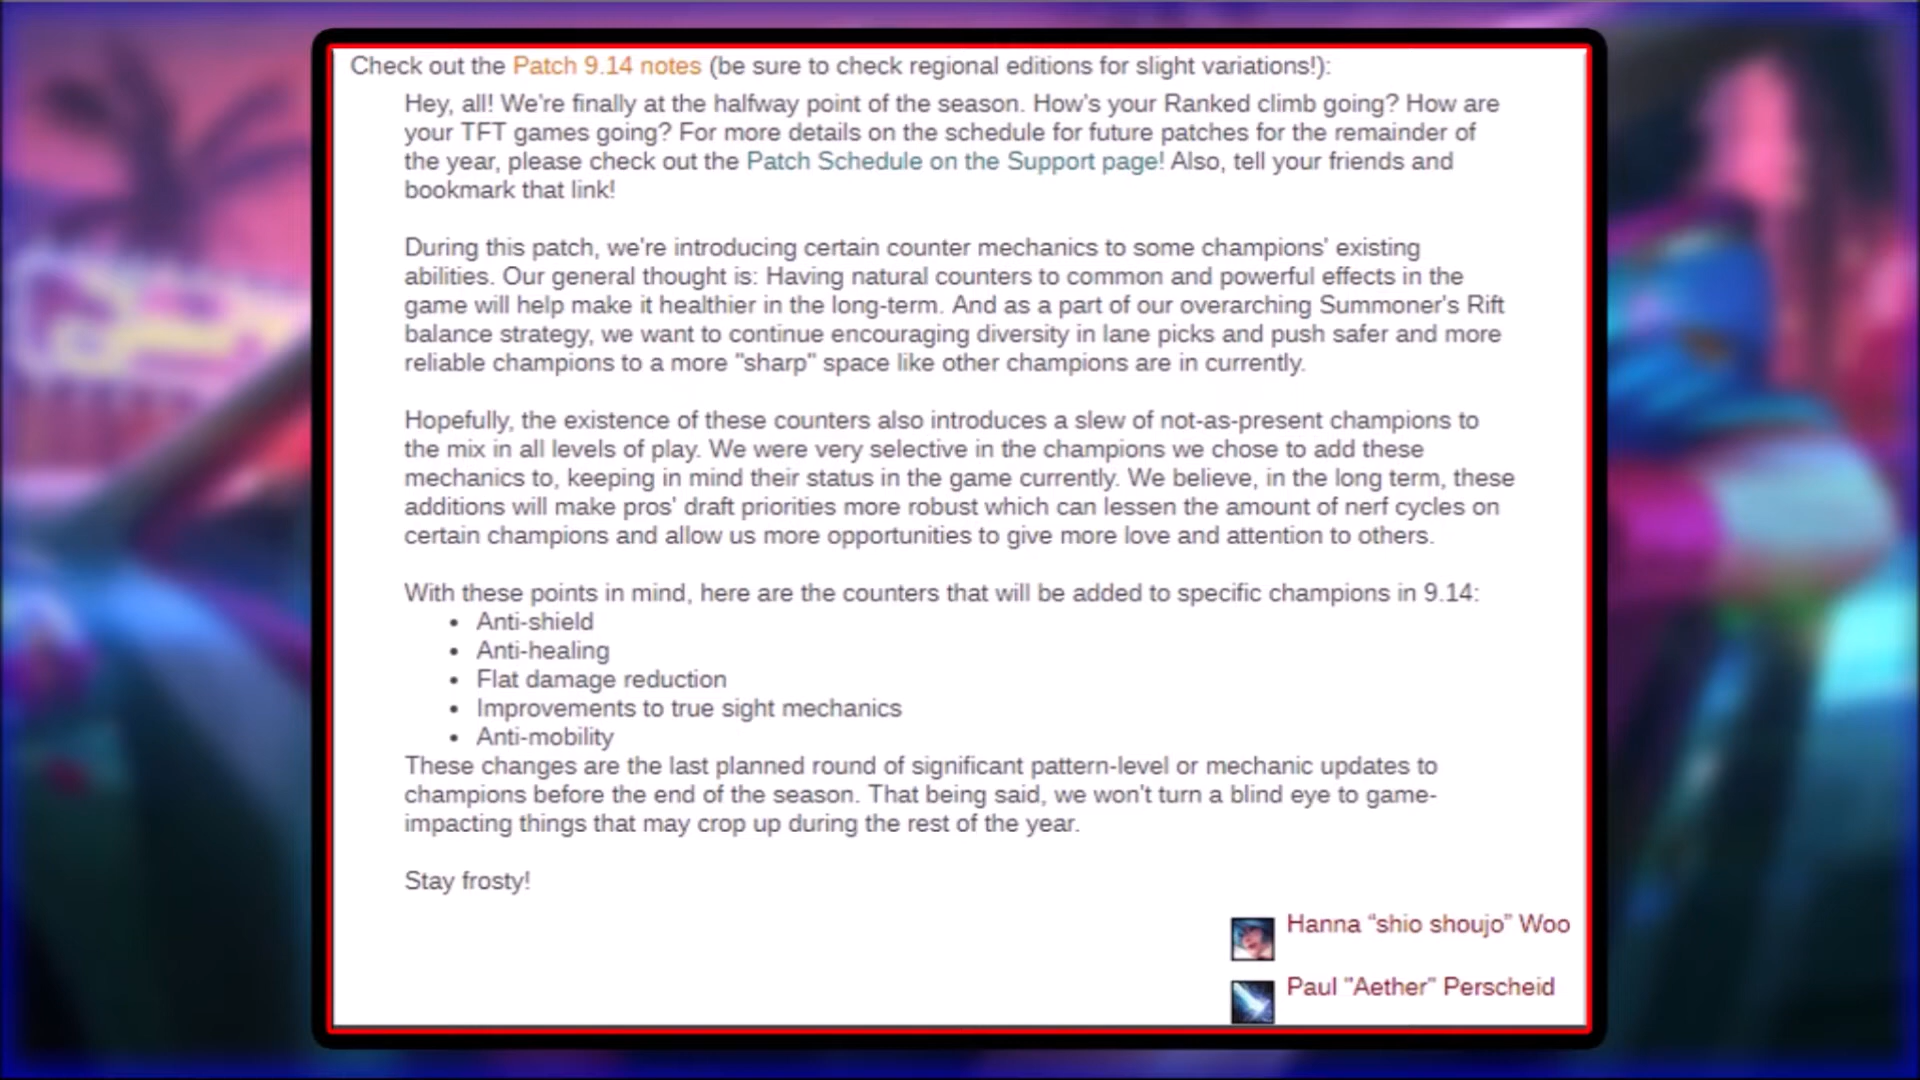 Check out the Patch 9.14 notes (be sure to check regional editions for slight variations!):
Hey, all! We're finally at the halfway point of the season. How's your Ranked climb going? How are
your TFT games going? For more details on the schedule for future patches for the remainder of
the year, please check out the Patch Schedule on the Support page! Also, tell your friends and
bookmark that link!
During this patch, we're introducing certain counter mechanics to some champions' existing
abilities. Our general thought is: Having natural counters to common and powerful effects in the
game will help make it healthier in the long-term. And as a part of our overarching Summoner's Rift
balance strategy, we want to continue encouraging diversity in lane picks and push safer and more
reliable champions to a more "sharp" space like other champions are in currently.
Hopefully, the existence of these counters also introduces a slew of not-as-present champions to
the mix in all levels of play. We were very selective in the champions we chose to add these
mechanics to, keeping in mind their status in the game currently. We believe, in the long term, these
additions will make pros' draft priorities more robust which can lessen the amount of nerf cycles on
certain champions and allow us more opportunities to give more love and attention to others.
With these points in mind, here are the counters that will be added to specific champions in 9.14:
• Anti-shield
• Anti-healing
• Flat damage reduction
• Improvements to true sight mechanics
• Anti-mobility
These changes are the last planned round of significant pattern-level or mechanic updates to
champions before the end of the season. That being said, we won't turn a blind eye to game-
impacting things that may crop up during the rest of the year.
Stay frosty!
Hanna “shio shoujo” Woo
Paul "Aether" Perscheid